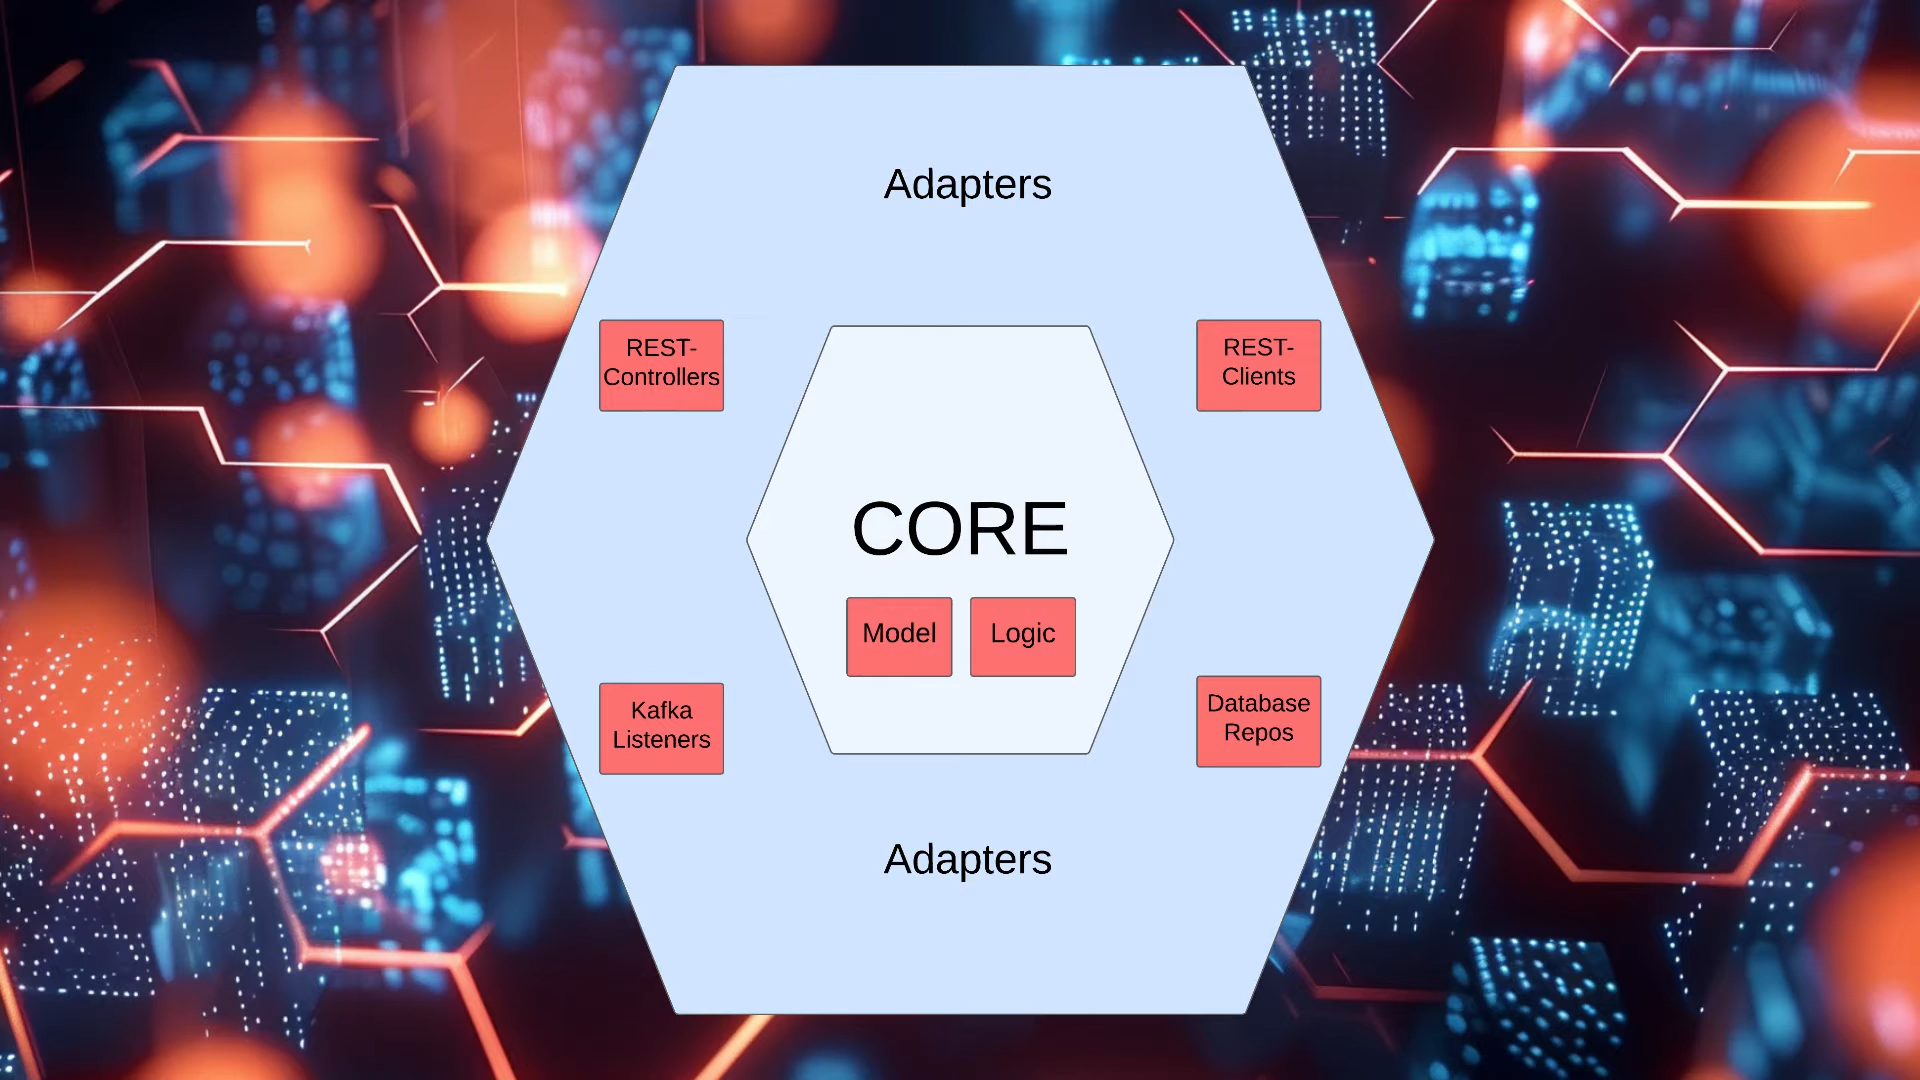 Adapters
REST-
Controllers
REST-
Clients
CORE
Model
Logic
Kafka
Listeners
Database
Repos
Adapters